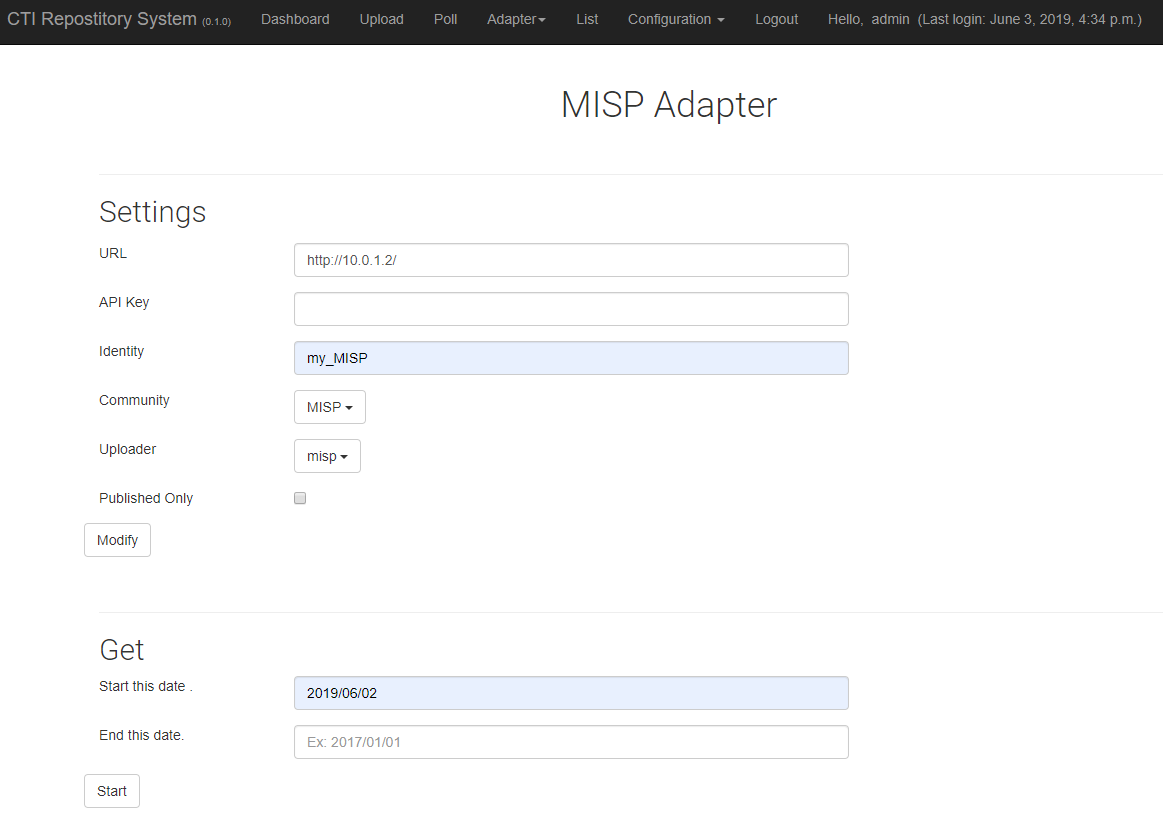 CTI Repostitory System (0.1.0) Dashboard Upload Poll Adapter List Configuration Logout Hello, admin (Last login: June 3, 2019, 4:34 p.m.)
MISP Adapter
Settings
URL http://10.0.1.2/
API Key
Identity my_MISP
Community MISP
Uploader misp
Published Only
Modify
Get
Start this date . 2019/06/02
End this date. Ex: 2017/01/01
Start